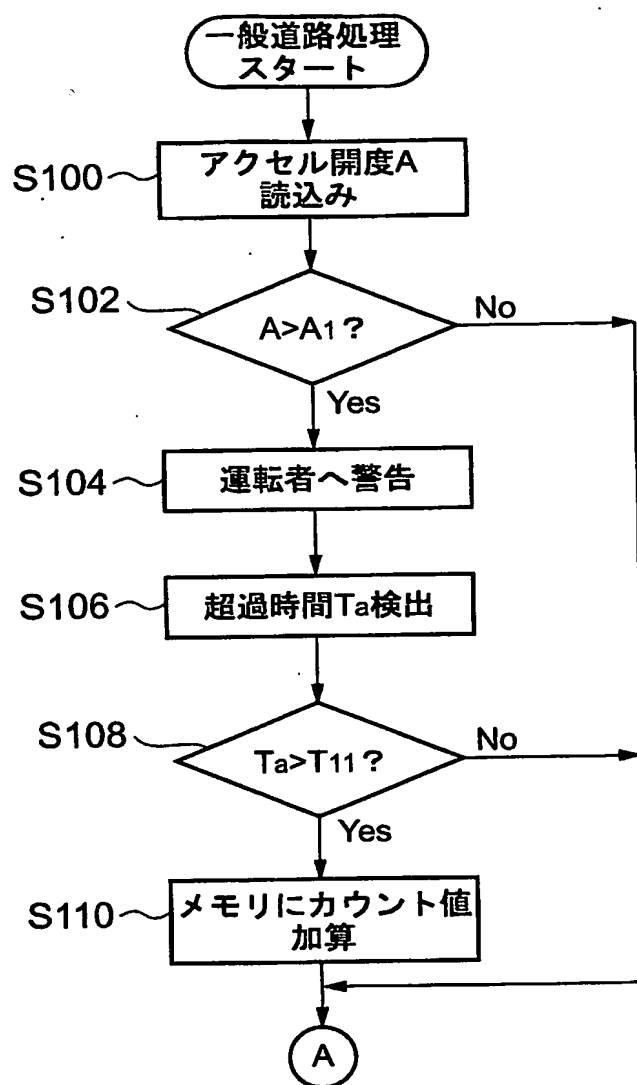 一般道路処理
スタート
S100
アクセル開度A
読込み
S102
A>A1？
No
Yes
S104
運転者へ警告
S106
超過時間Ta検出
S108
Ta>T11？
No
Yes
S110
メモリにカウント値
加算
A